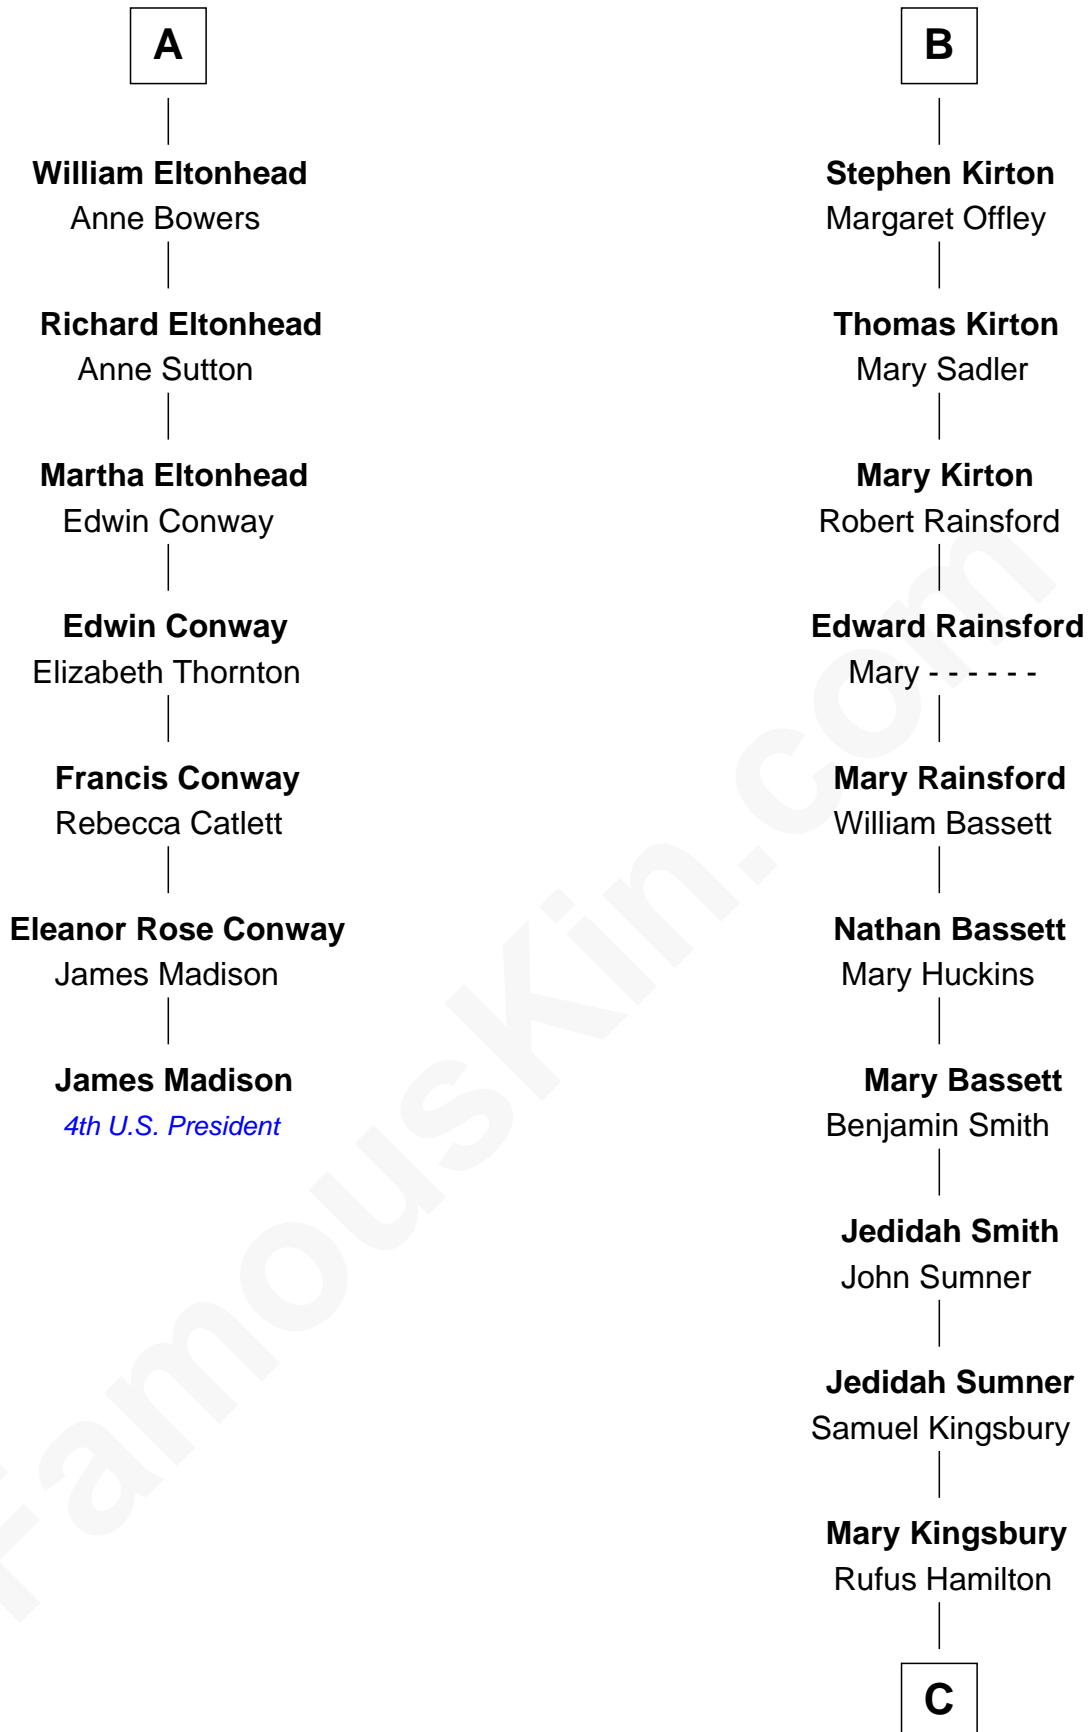 A
William Eltonhead
Anne Bowers
Richard Eltonhead
Anne Sutton
Martha Eltonhead
Edwin Conway
Edwin Conway
Elizabeth Thornton
Francis Conway
Rebecca Catlett
Eleanor Rose Conway
James Madison
James Madison
4th U.S. President
B
Stephen Kirton
Margaret Offley
Thomas Kirton
Mary Sadler
Mary Kirton
Robert Rainsford
Edward Rainsford
Mary - - - - - -
Mary Rainsford
William Bassett
Nathan Bassett
Mary Huckins
Mary Bassett
Benjamin Smith
Jedidah Smith
John Sumner
Jedidah Sumner
Samuel Kingsbury
Mary Kingsbury
Rufus Hamilton
C
FamousKin.com